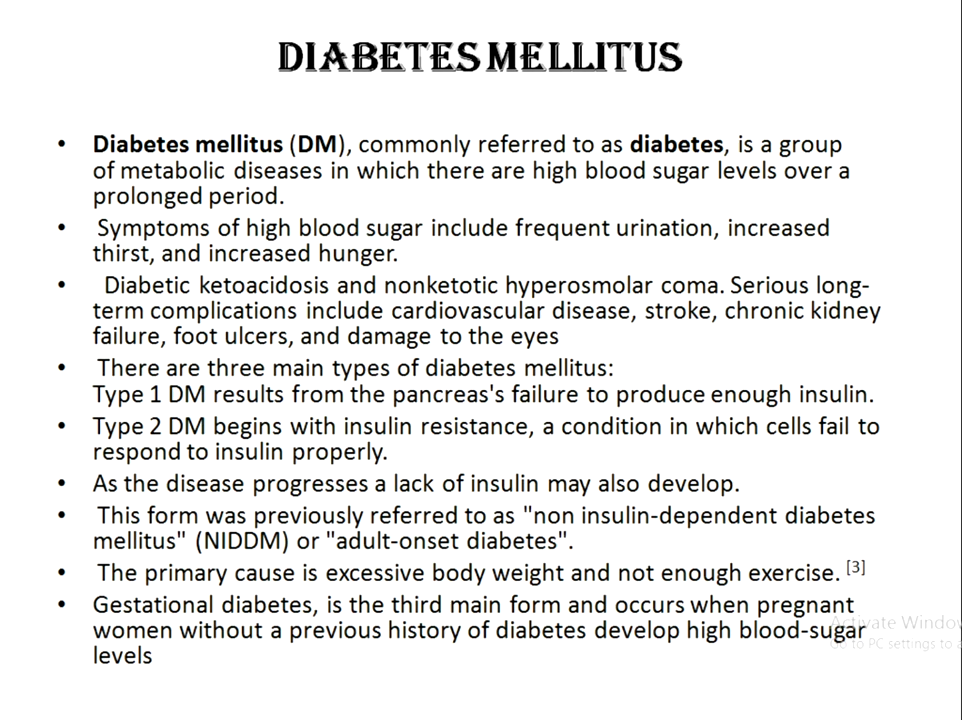 DIABETES MELLITUS
• Diabetes mellitus (DM), commonly referred to as diabetes, is a group
of metabolic diseases in which there are high blood sugar levels over a
prolonged period.
• Symptoms of high blood sugar include frequent urination, increased
thirst, and increased hunger.
• Diabetic ketoacidosis and nonketotic hyperosmolar coma. Serious long-
term complications include cardiovascular disease, stroke, chronic kidney
failure, foot ulcers, and damage to the eyes
• There are three main types of diabetes mellitus:
Type 1 DM results from the pancreas's failure to produce enough insulin.
• Type 2 DM begins with insulin resistance, a condition in which cells fail to
respond to insulin properly.
• As the disease progresses a lack of insulin may also develop.
• This form was previously referred to as "non insulin-dependent diabetes
mellitus" (NIDDM) or "adult-onset diabetes".
• The primary cause is excessive body weight and not enough exercise. [3]
• Gestational diabetes, is the third main form and occurs when pregnant
women without a previous history of diabetes develop high blood-sugar
levels
Activate Window
Go to PC settings to a